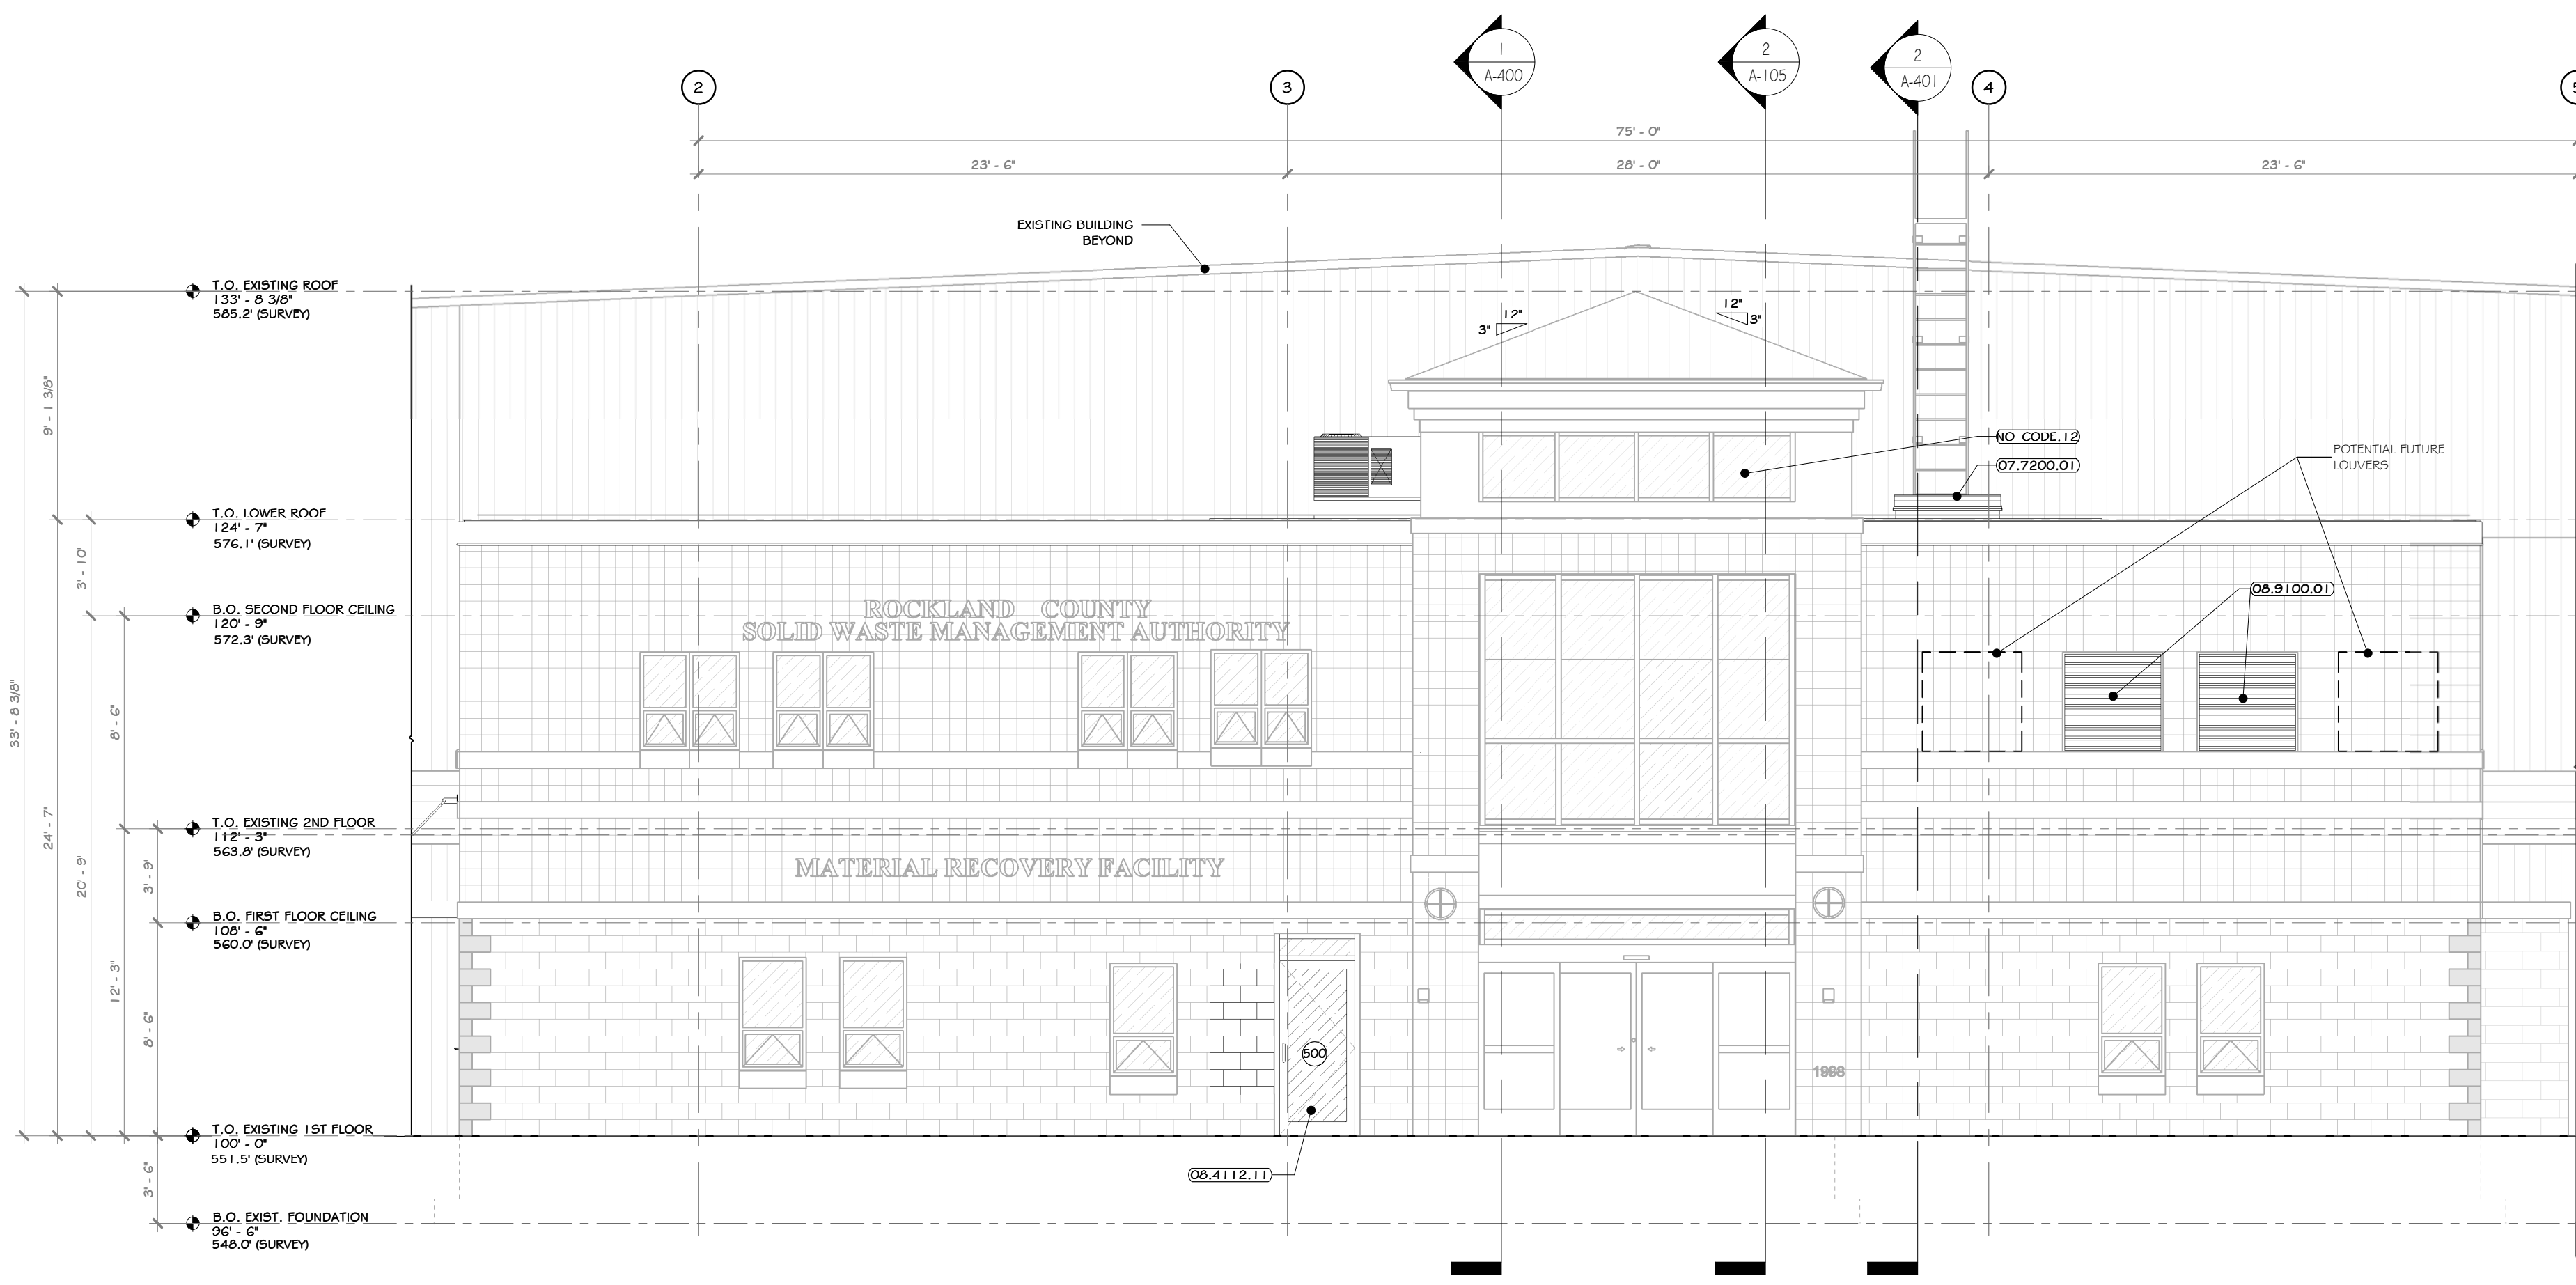 1
A-400
2
A-105
2
A-401
2
3
4
75' - 0"
23' - 6"
28' - 0"
23' - 6"
EXISTING BUILDING
BEYOND
T.O. EXISTING ROOF
133' - 8 3/8"
585.2' (SURVEY)
12"
3"
12"
3"
9' - 1 3/8"
NO_CODE.12
07.7200.01
POTENTIAL FUTURE
LOUVERS
T.O. LOWER ROOF
124' - 7"
576.1' (SURVEY)
3' - 10"
08.9100.01
B.O. SECOND FLOOR CEILING
120' - 9"
572.3' (SURVEY)
ROCKLAND COUNTY
SOLID WASTE MANAGEMENT AUTHORITY
33' - 8 3/8"
8' - 6"
24' - 7"
T.O. EXISTING 2ND FLOOR
112' - 3"
563.8' (SURVEY)
20' - 9"
3' - 9"
MATERIAL RECOVERY FACILITY
B.O. FIRST FLOOR CEILING
108' - 6"
560.0' (SURVEY)
12' - 3"
8' - 6"
500
1998
T.O. EXISTING 1ST FLOOR
100' - 0"
551.5' (SURVEY)
3' - 6"
08.4112.11
B.O. EXIST. FOUNDATION
96' - 6"
548.0' (SURVEY)